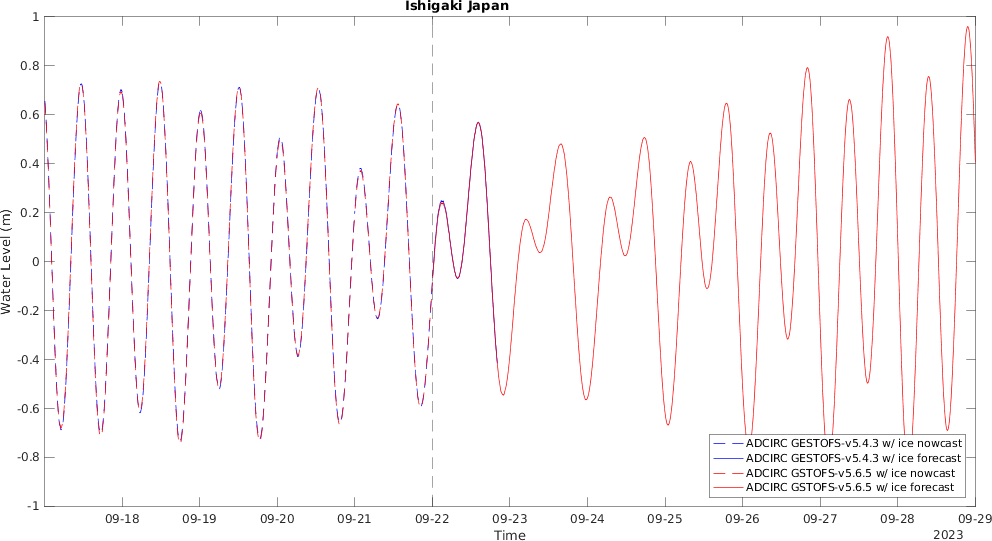 Ishigaki Japan
1
0.8
0.6
0.4
0.2
0
-0.2
-0.4
-0.6
-0.8
-1
Water Level (m)
ADCIRC GESTOFS-v5.4.3 w/ ice nowcast
ADCIRC GESTOFS-v5.4.3 w/ ice forecast
ADCIRC GSTOFS-v5.6.5 w/ ice nowcast
ADCIRC GSTOFS-v5.6.5 w/ ice forecast
09-18 09-19 09-20 09-21 09-22 09-23 09-24 09-25 09-26 09-27 09-28 09-29
Time
2023